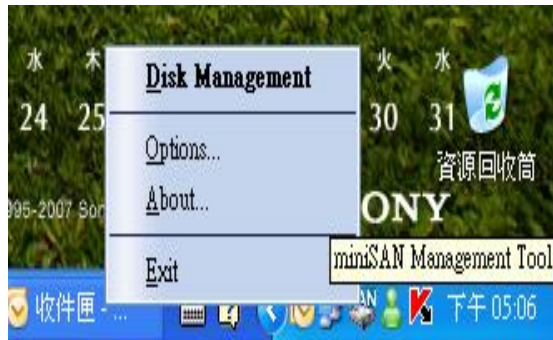 水 木 火 水
24 25 30 31
Disk Management
Options...
About...
Exit
資源回收筒
995-2007 Son
ONY
miniSAN Management Tool
收件匣 - ...
下午 05:06